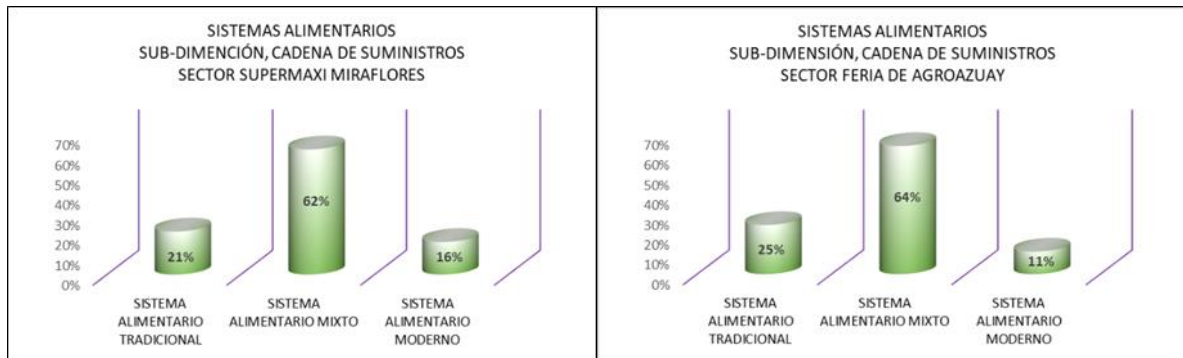 SISTEMAS ALIMENTARIOS
SUB-DIMENCIÓN, CADENA DE SUMINISTROS
SECTOR SUPERMAXI MIRAFLORES
70%
60%
50%
40%
30%
20%
10%
0%
21%
62%
16%
SISTEMA
ALIMENTARIO
TRADICIONAL
SISTEMA
ALIMENTARIO MIXTO
SISTEMA
ALIMENTARIO
MODERNO
SISTEMAS ALIMENTARIOS
SUB-DIMENSIÓN, CADENA DE SUMINISTROS
SECTOR FERIA DE AGROAZUAY
70%
60%
50%
40%
30%
20%
10%
0%
25%
64%
11%
SISTEMA
ALIMENTARIO
TRADICIONAL
SISTEMA
ALIMENTARIO MIXTO
SISTEMA
ALIMENTARIO
MODERNO